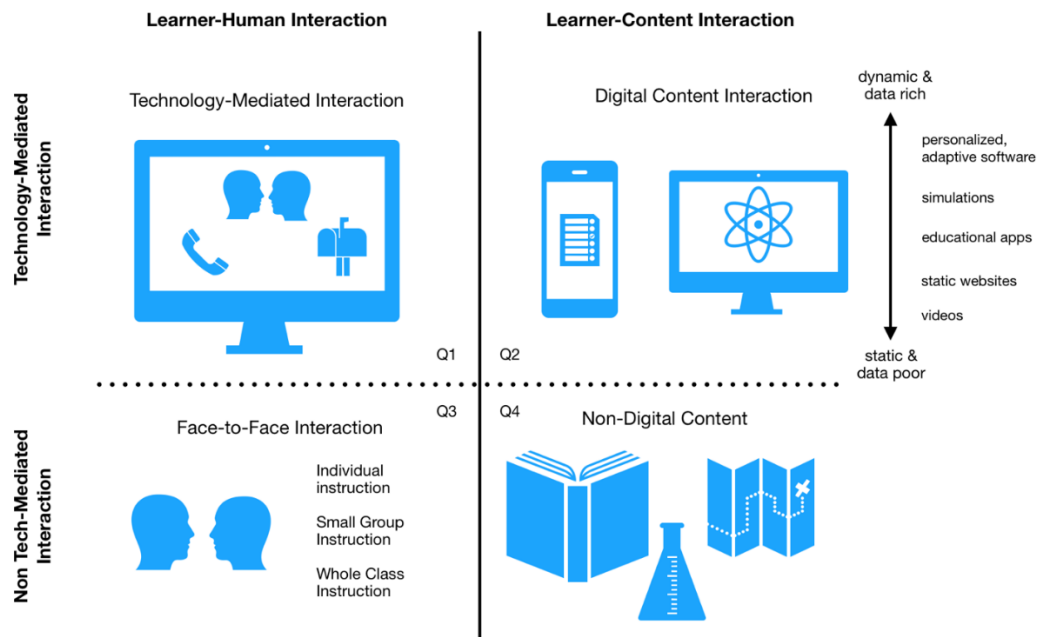 Learner-Human Interaction
Learner-Content Interaction
Technology-Mediated
Interaction
Technology-Mediated Interaction
Digital Content Interaction
dynamic &
data rich
personalized,
adaptive software
simulations
educational apps
static websites
videos
static &
data poor
Q1
Q2
Non Tech-Mediated
Interaction
Q3
Q4
Face-to-Face Interaction
Individual
instruction
Small Group
Instruction
Whole Class
Instruction
Non-Digital Content